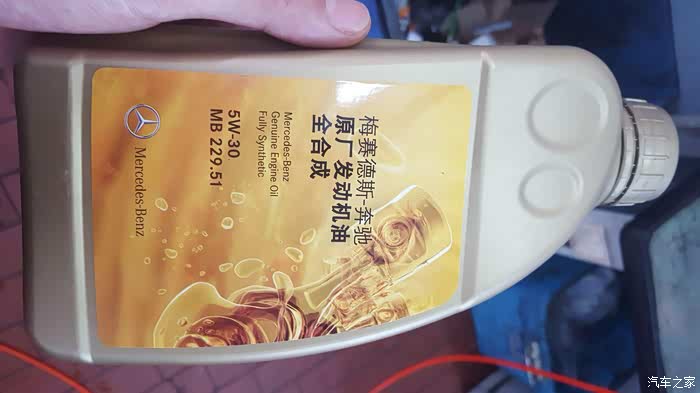 梅赛德斯-奔驰
原厂发动机油
全合成
Mercedes-Benz
Genuine Engine Oil
Fully Synthetic
5W-30
MB 229.51
Mercedes-Benz
汽车之家